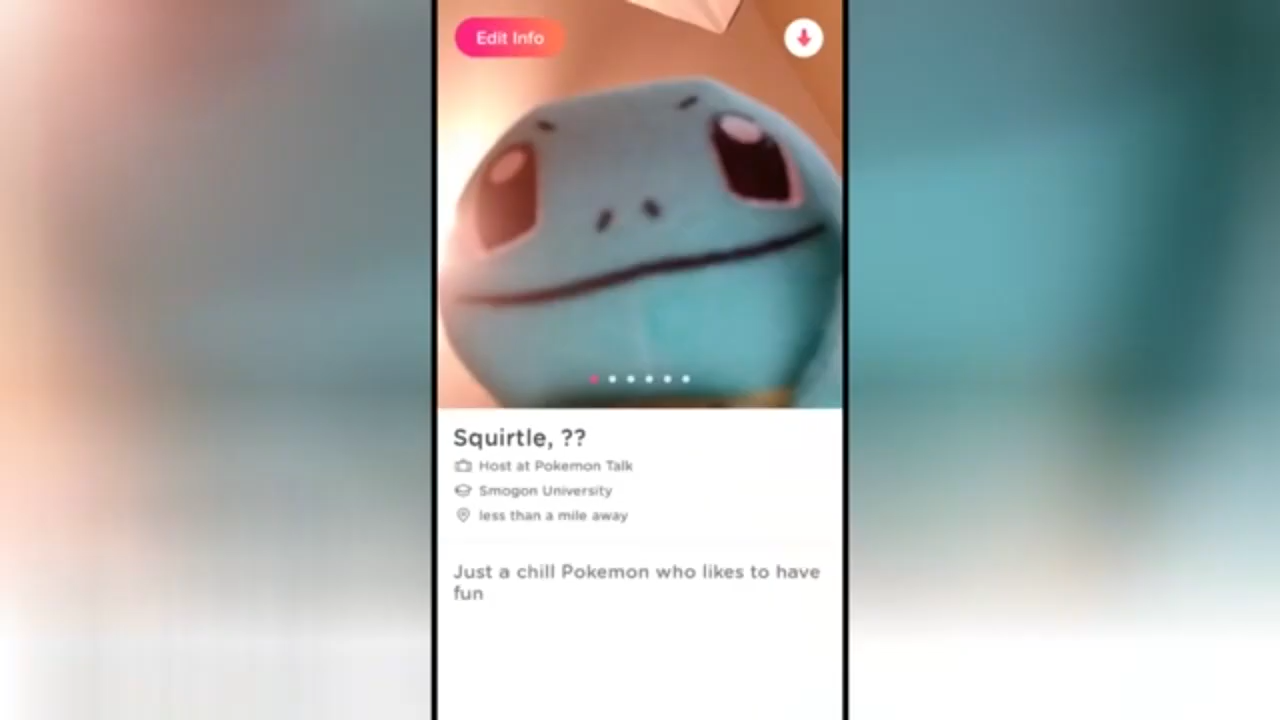 Edit Info
Squirtle, ??
Host at Pokemon Talk
Smogon University
less than a mile away
Just a chill Pokemon who likes to have
fun